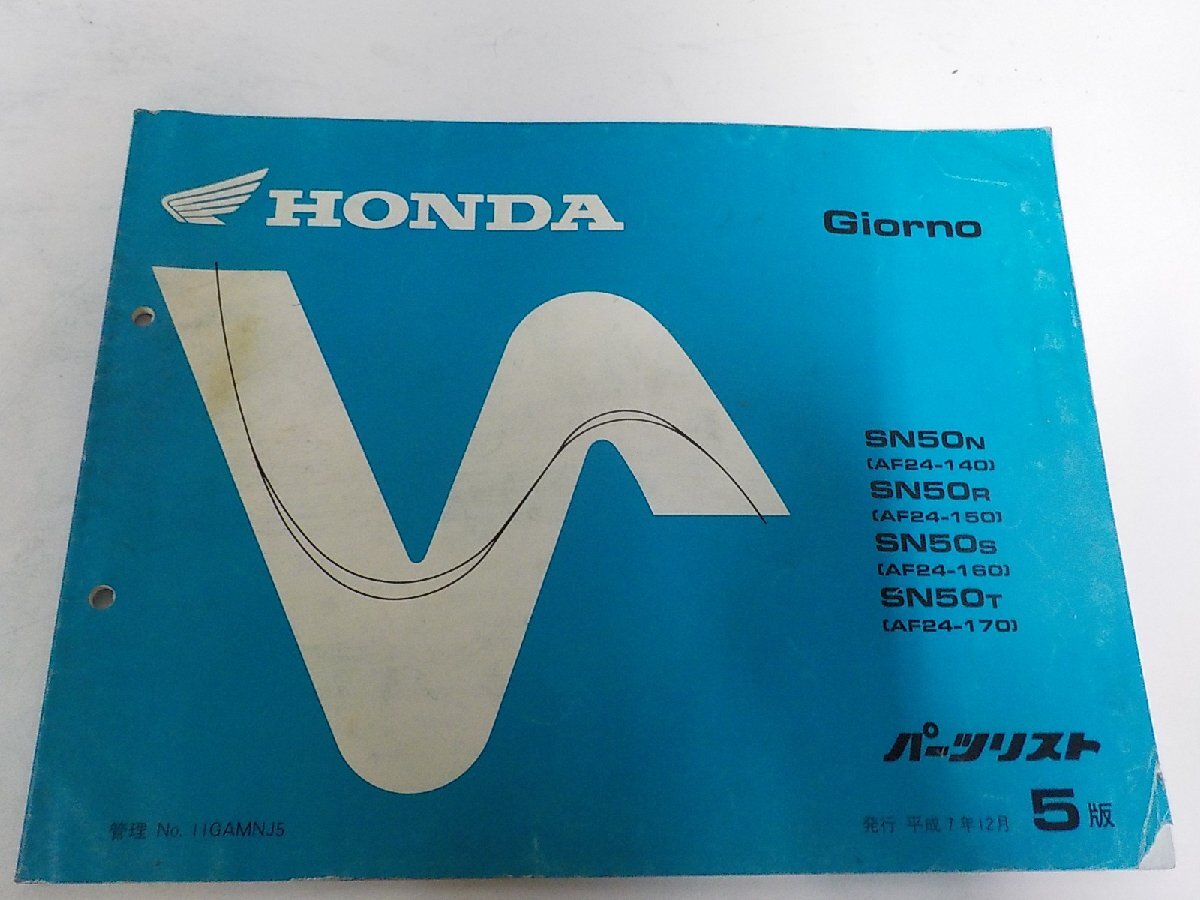 HONDA
Giorno
SN50N
(AF24-140)
SN50R
(AF24-150)
SN50S
(AF24-160)
SN50T
(AF24-170)
パーツリスト
管理 No. 11GAMNJ5
発行 平成7年12月 5版